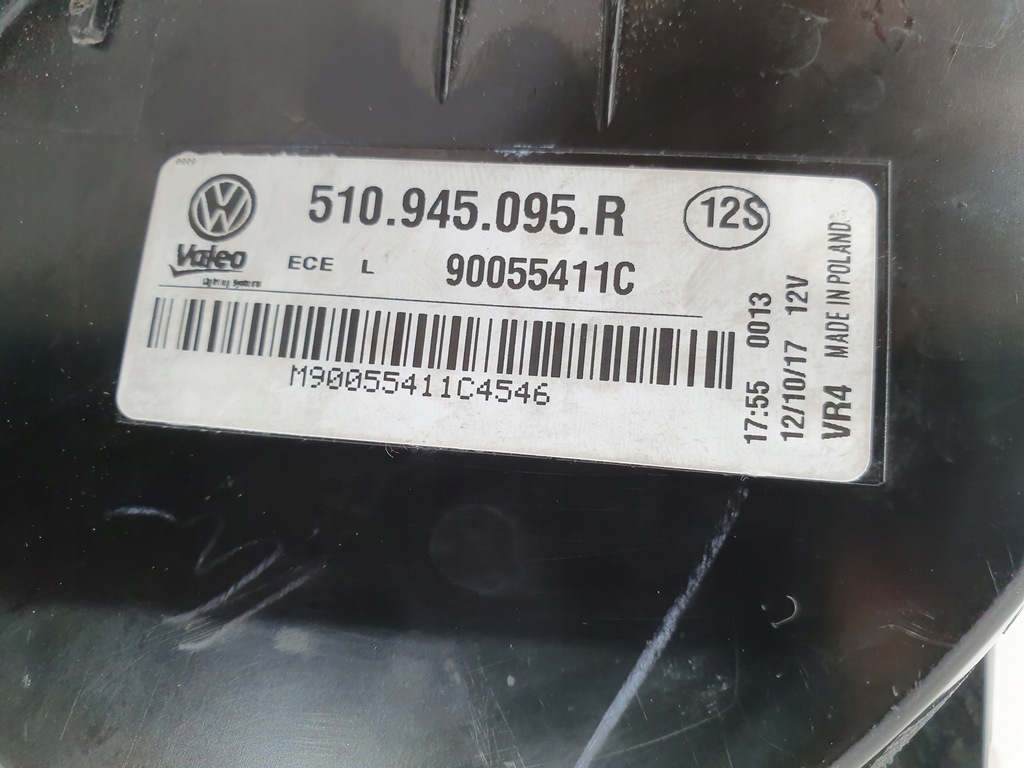 510.945.095.R
12S
Valeo
ECE L 90055411C
M90055411C4546
17:55 0013
12/10/17 12V
VR4 MADE IN POLAND